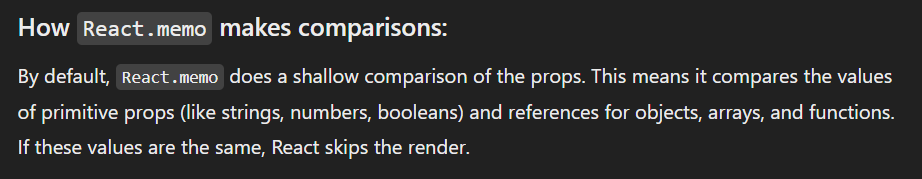 How React.memo makes comparisons:
By default, React.memo does a shallow comparison of the props. This means it compares the values
of primitive props (like strings, numbers, booleans) and references for objects, arrays, and functions.
If these values are the same, React skips the render.